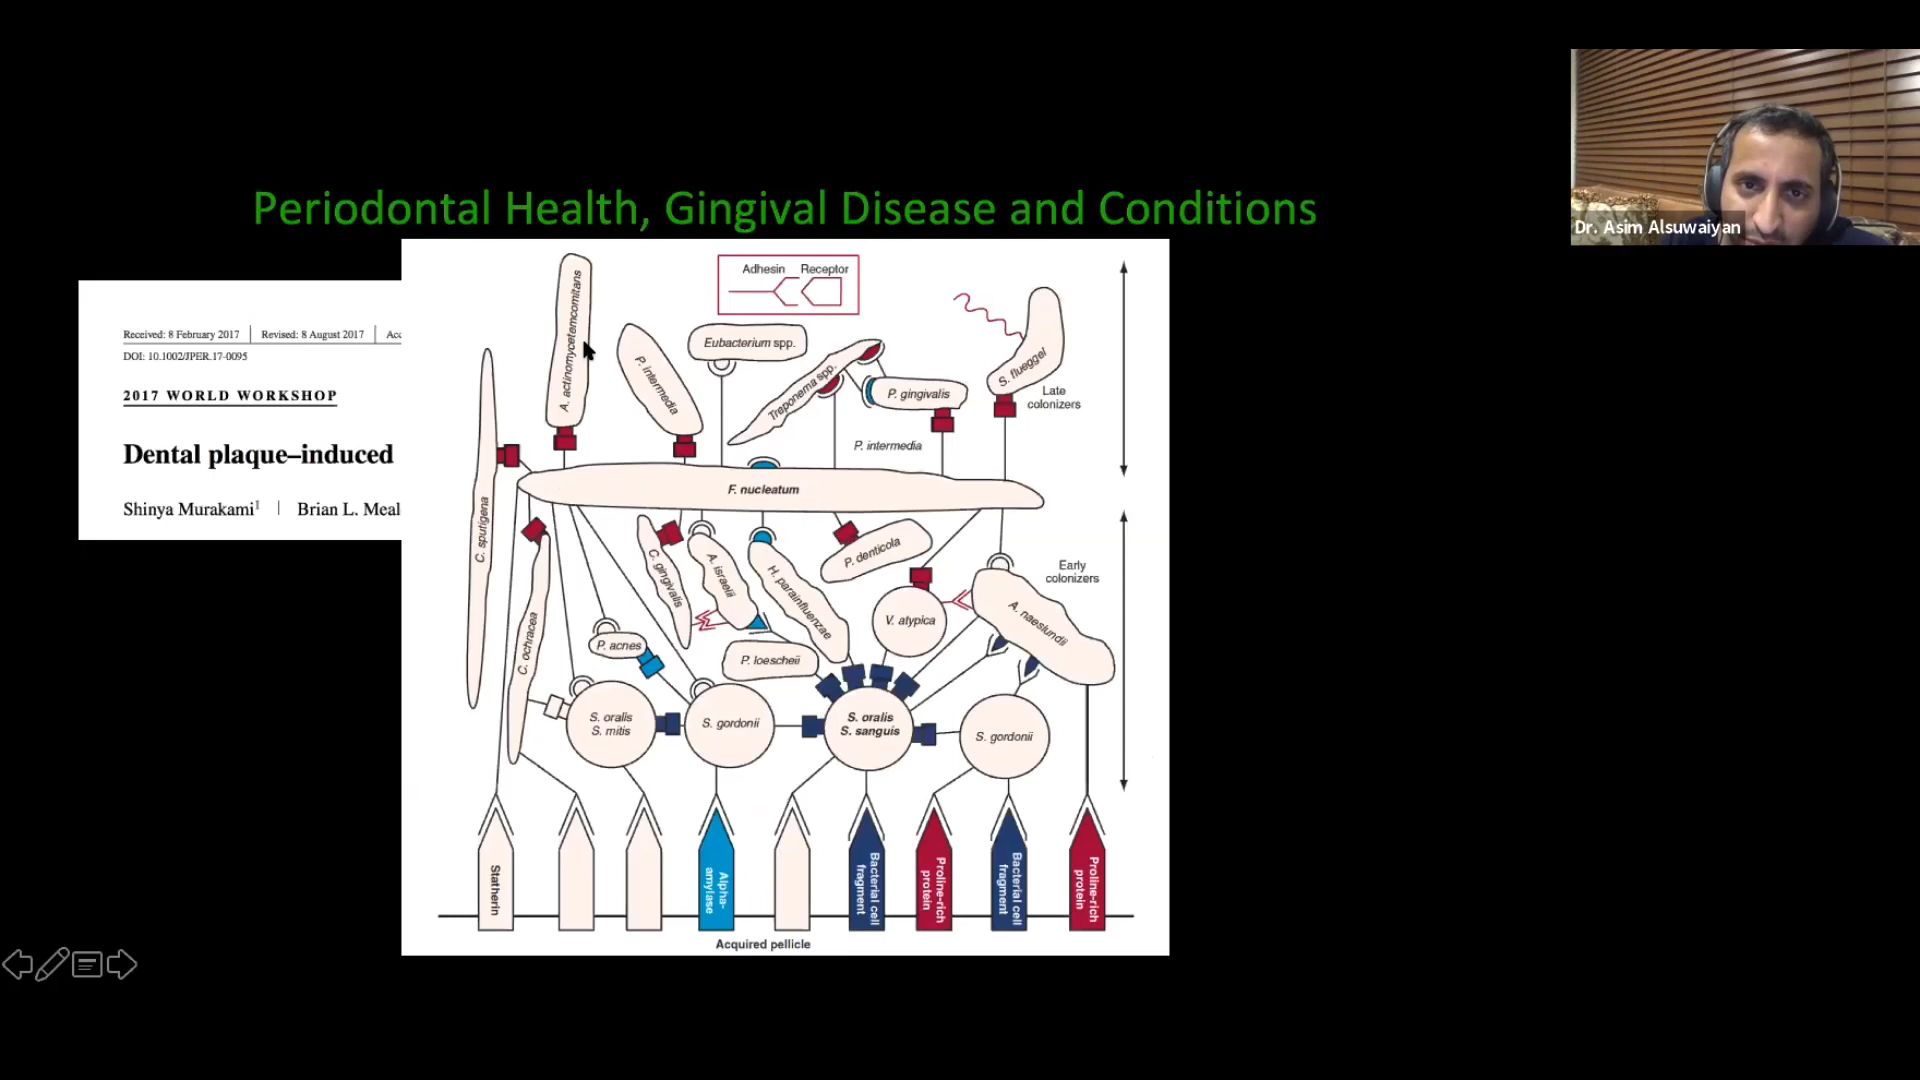 Periodontal Health, Gingival Disease and Conditions
Dr. Asim Alsuwaiyan
Received: 8 February 2017 | Revised: 8 August 2017 | Acc
DOI: 10.1002/JPER.17-0095
2017 WORLD WORKSHOP
Dental plaque–induced
Shinya Murakami¹ | Brian L. Meal
Adhesin Receptor
A. actinomycetemcomitans
P. intermedia
Eubacterium spp.
Treponema spp.
P. gingivalis
S. flueggei
Late
colonizers
P. intermedia
F. nucleatum
C. sputigena
C. ochracea
C. gingivalis
A. israelii
H. parainfluenzae
P. denticola
Early
colonizers
V. atypica
A. naeslundii
P. acnes
P. loescheii
S. oralis
S. mitis
S. gordonii
S. oralis
S. sanguis
S. gordonii
Statherin
Alpha-
amylase
Bacterial cell
fragment
Proline-rich
protein
Bacterial cell
fragment
Proline-rich
protein
Acquired pellicle